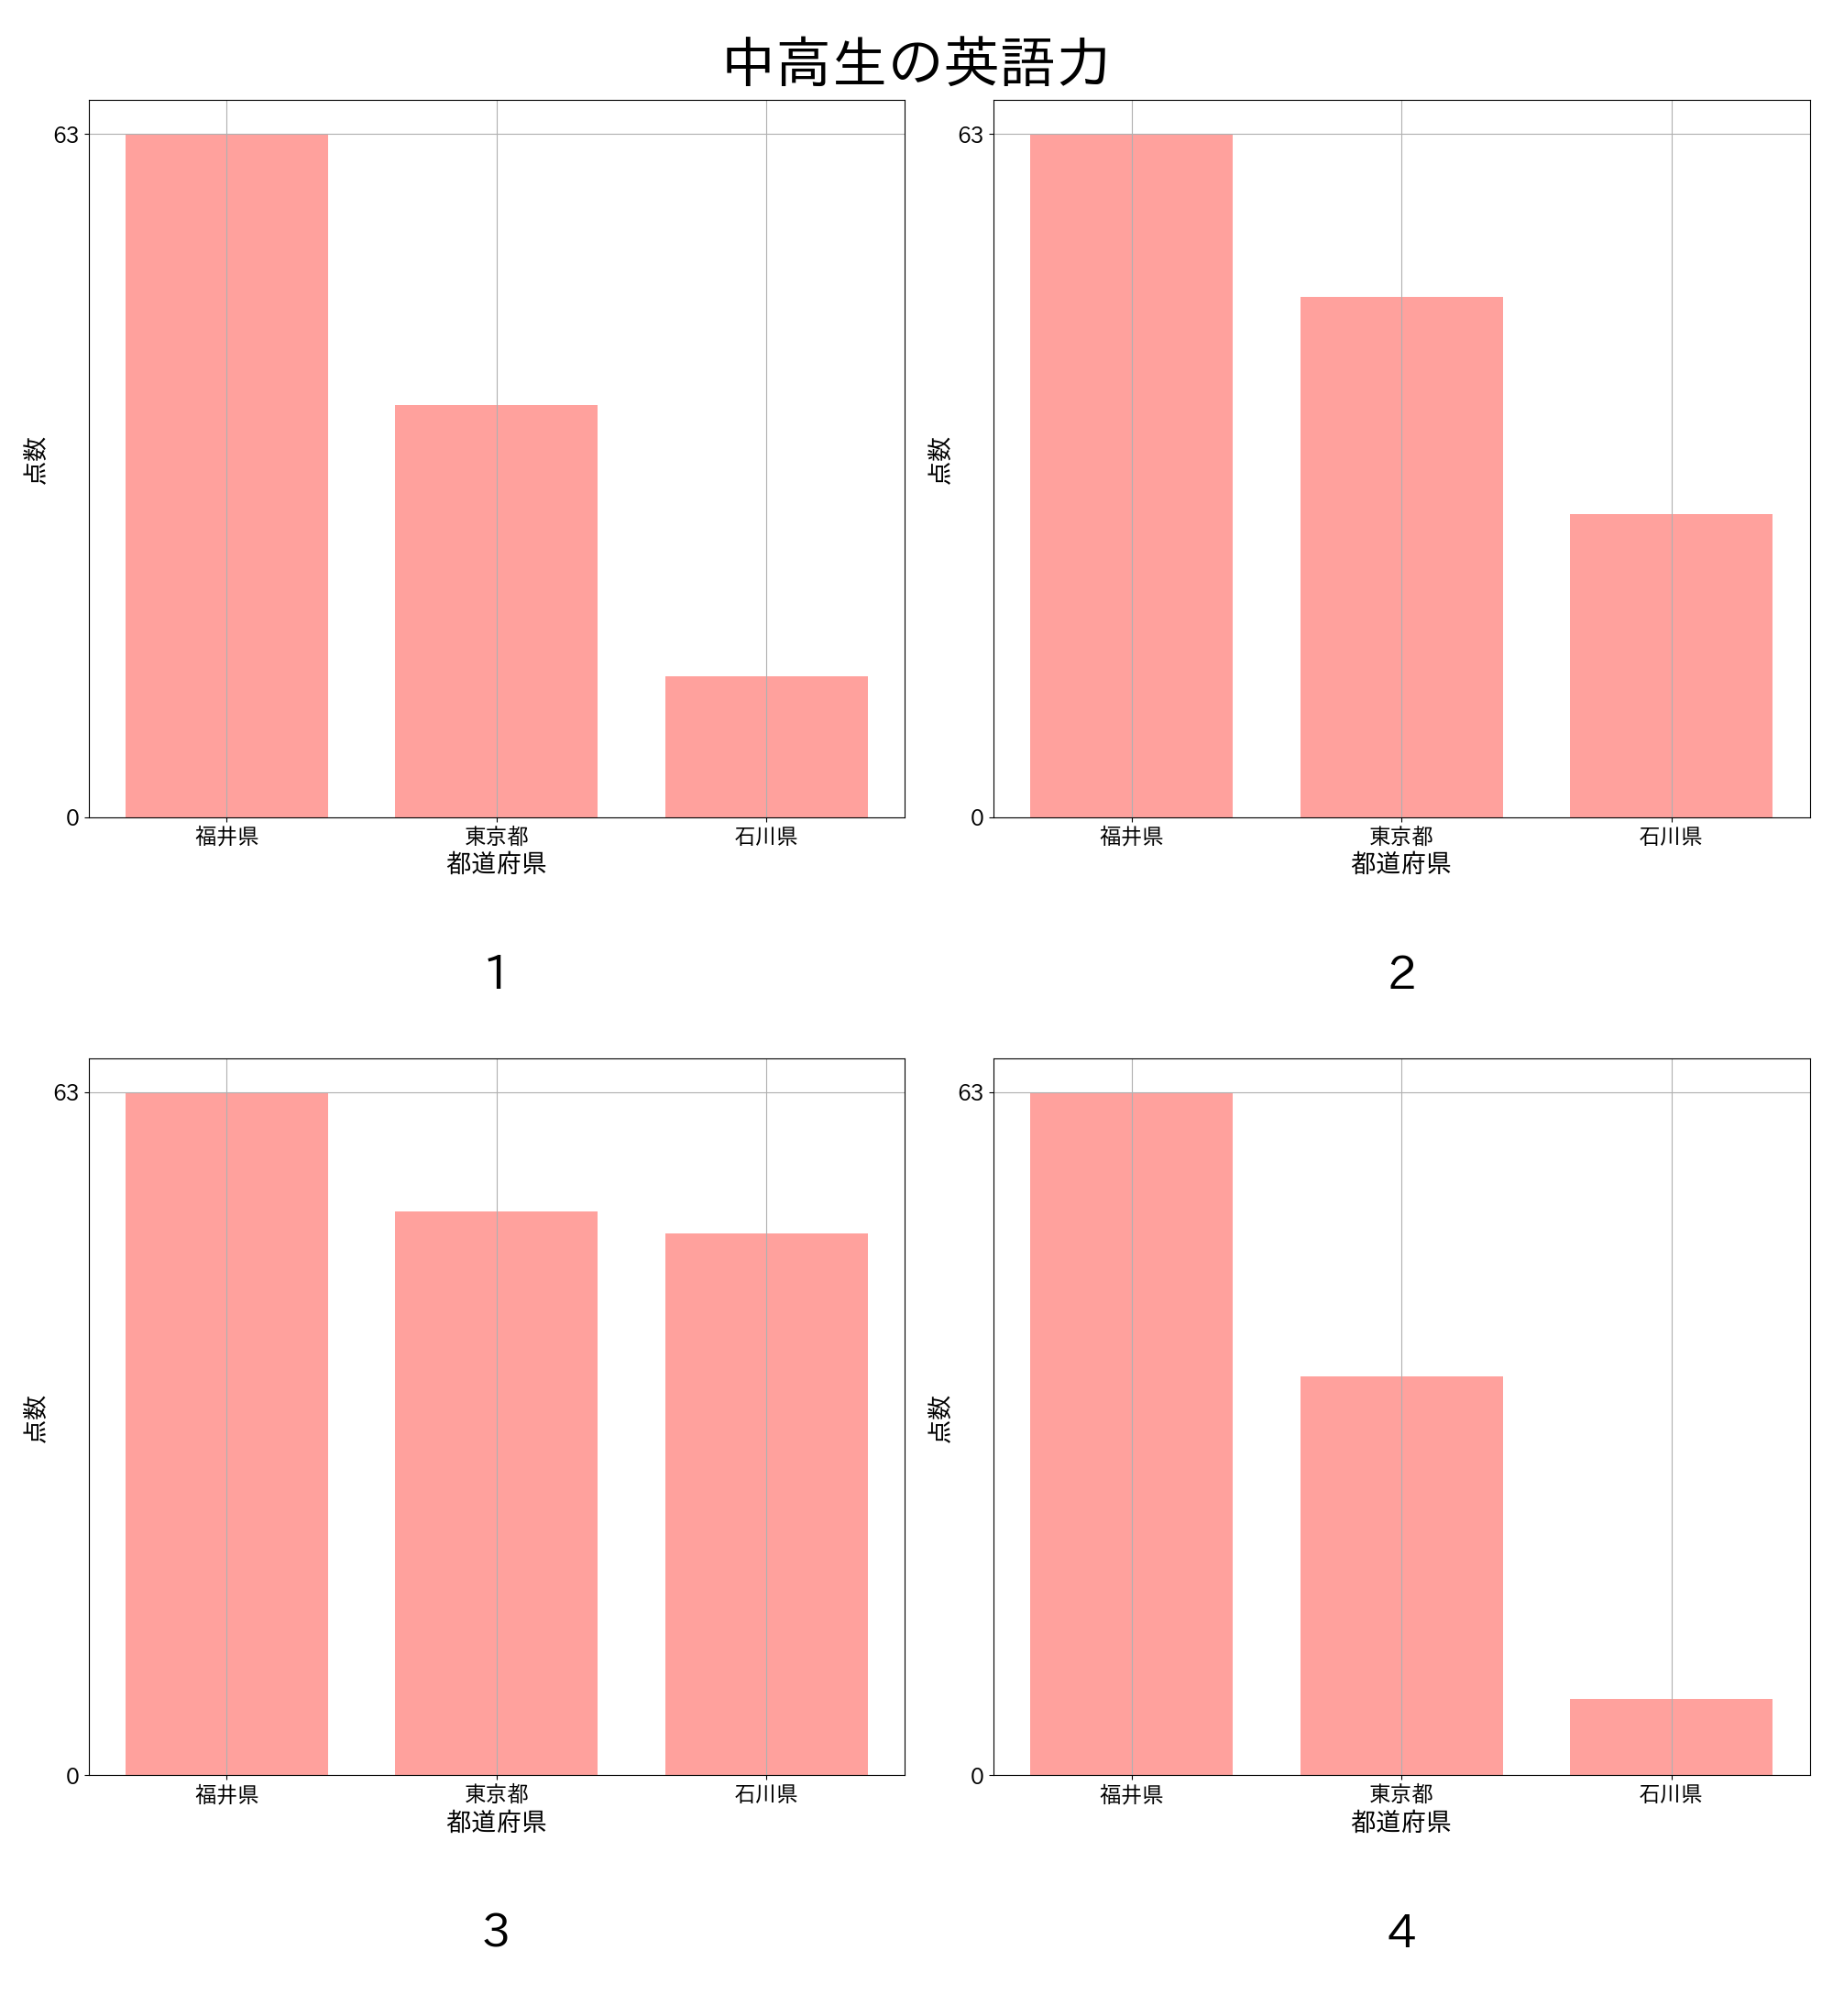 中高生の英語力
63
0
点数
福井県 東京都 石川県
都道府県
1
63
0
点数
福井県 東京都 石川県
都道府県
2
63
0
点数
福井県 東京都 石川県
都道府県
3
63
0
点数
福井県 東京都 石川県
都道府県
4